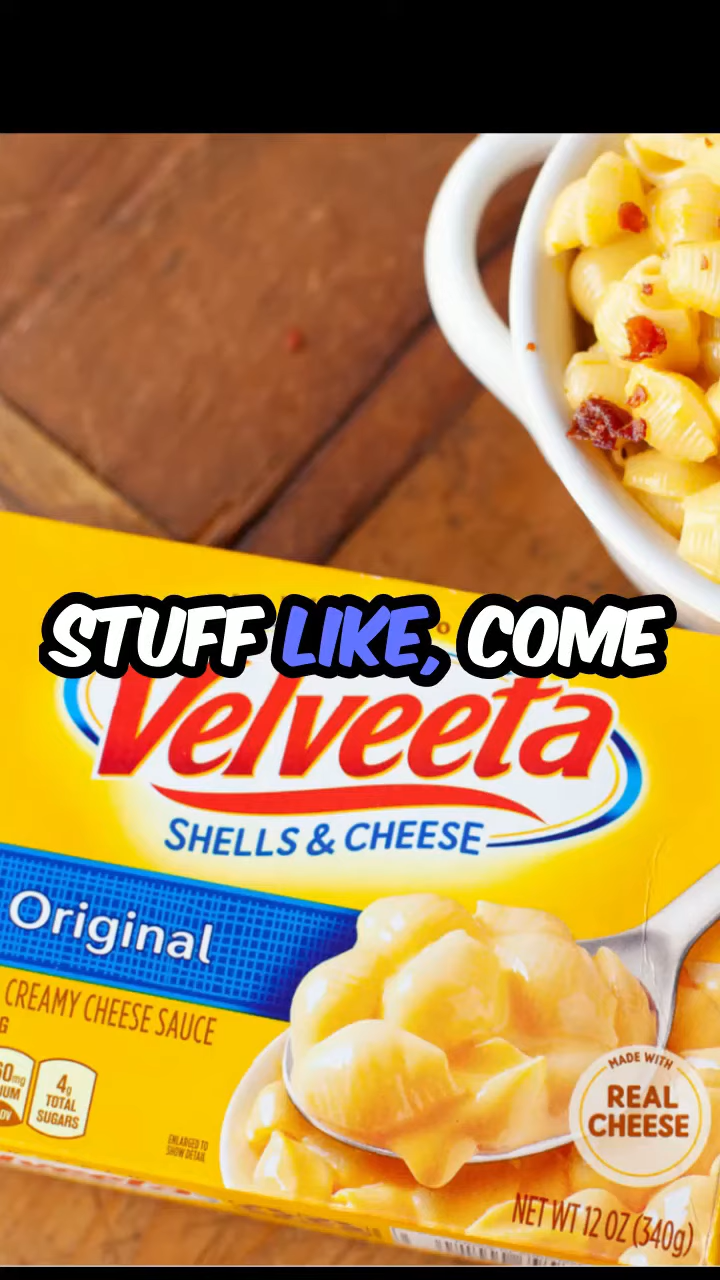 STUFF LIKE, COME
Velveeta
SHELLS & CHEESE
Original
CREAMY CHEESE SAUCE
4g
TOTAL
SUGARS
ENLARGED TO
SHOW DETAIL
MADE WITH
REAL
CHEESE
NET WT 12 OZ (340g)